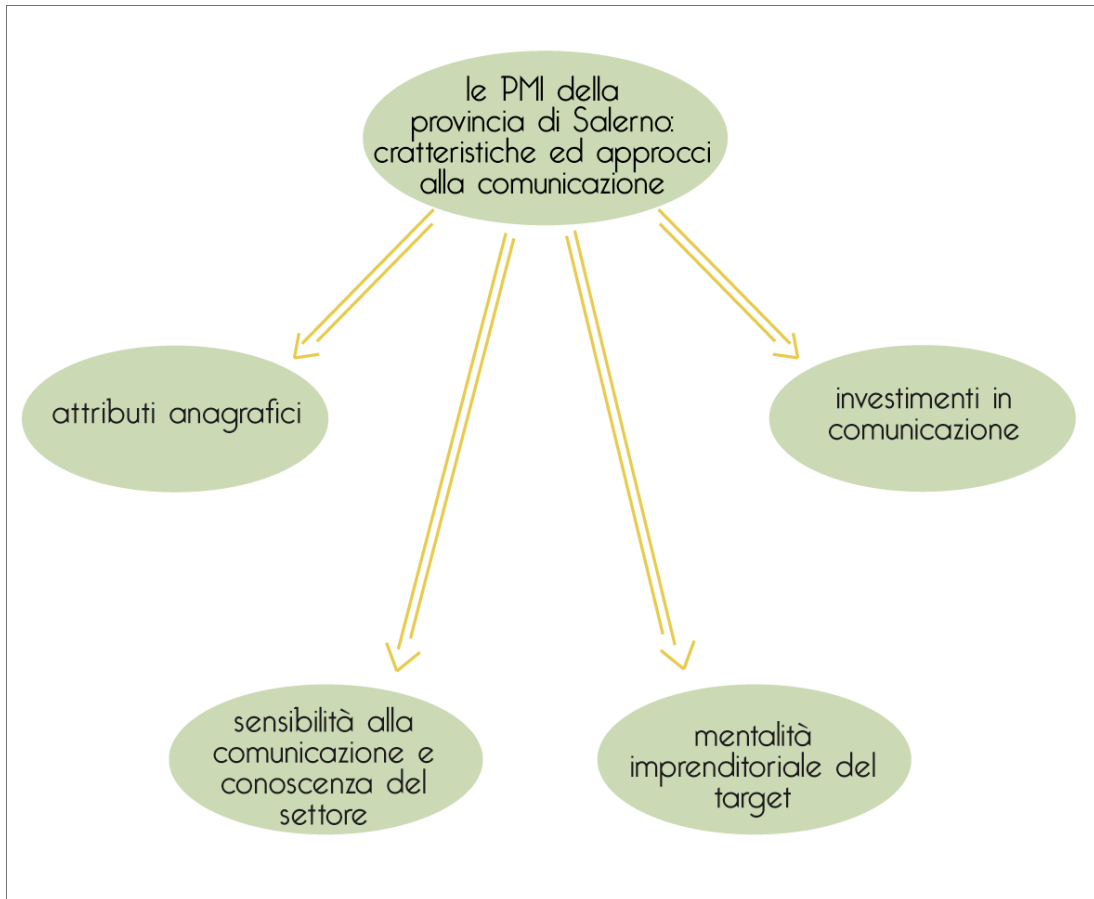 le PMI della
provincia di Salerno:
cratteristiche ed approcci
alla comunicazione
attributi anagrafici
investimenti in
comunicazione
sensibilità alla
comunicazione e
conoscenza del
settore
mentalità
imprenditoriale del
target